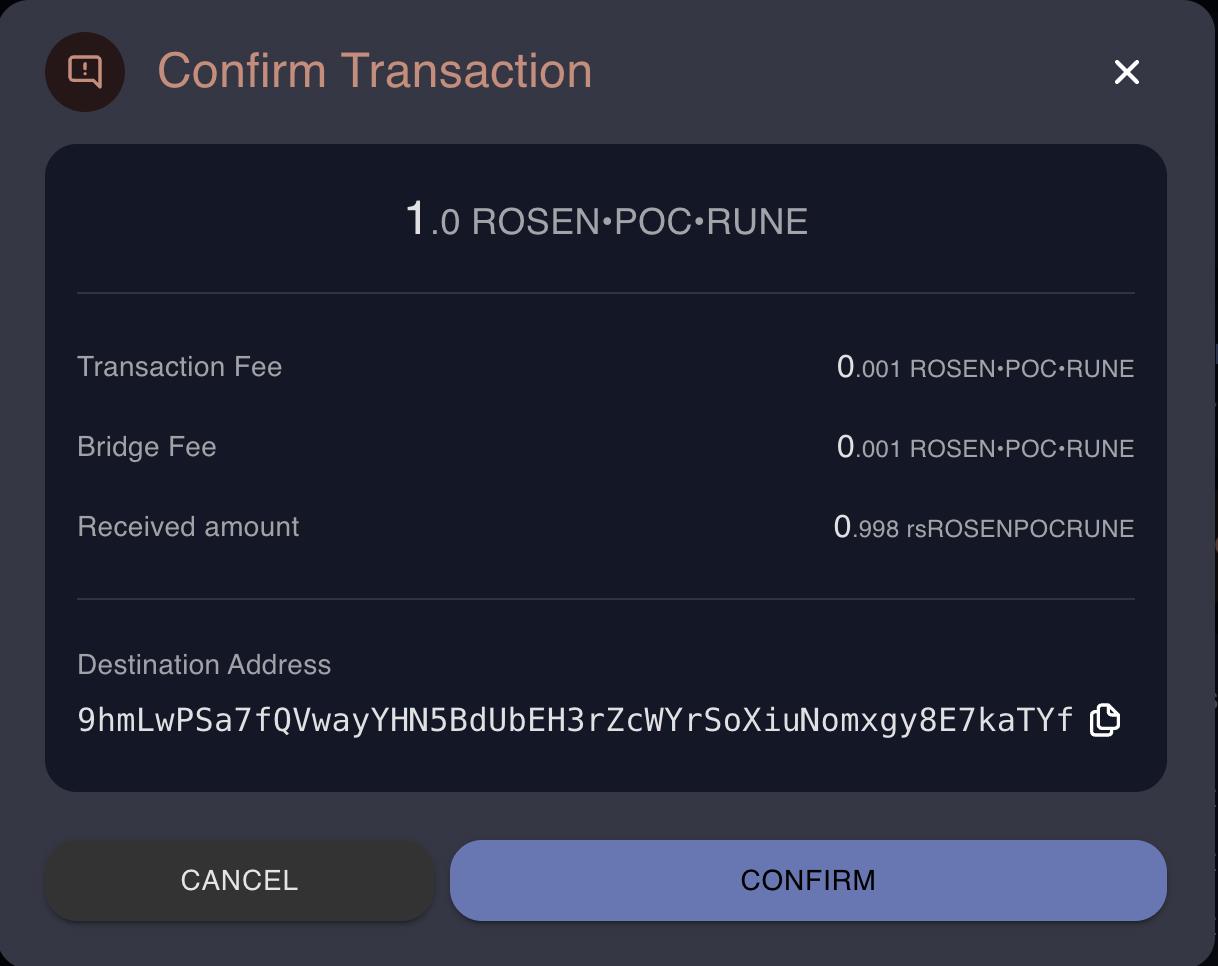 Confirm Transaction
1.0 ROSEN•POC•RUNE
Transaction Fee 0.001 ROSEN•POC•RUNE
Bridge Fee 0.001 ROSEN•POC•RUNE
Received amount 0.998 rsROSENPOCRUNE
Destination Address
9hmLwPSa7fQVwayYHN5BdUbEH3rZcWYrSoXiuNomxgy8E7kaTYf
CANCEL CONFIRM